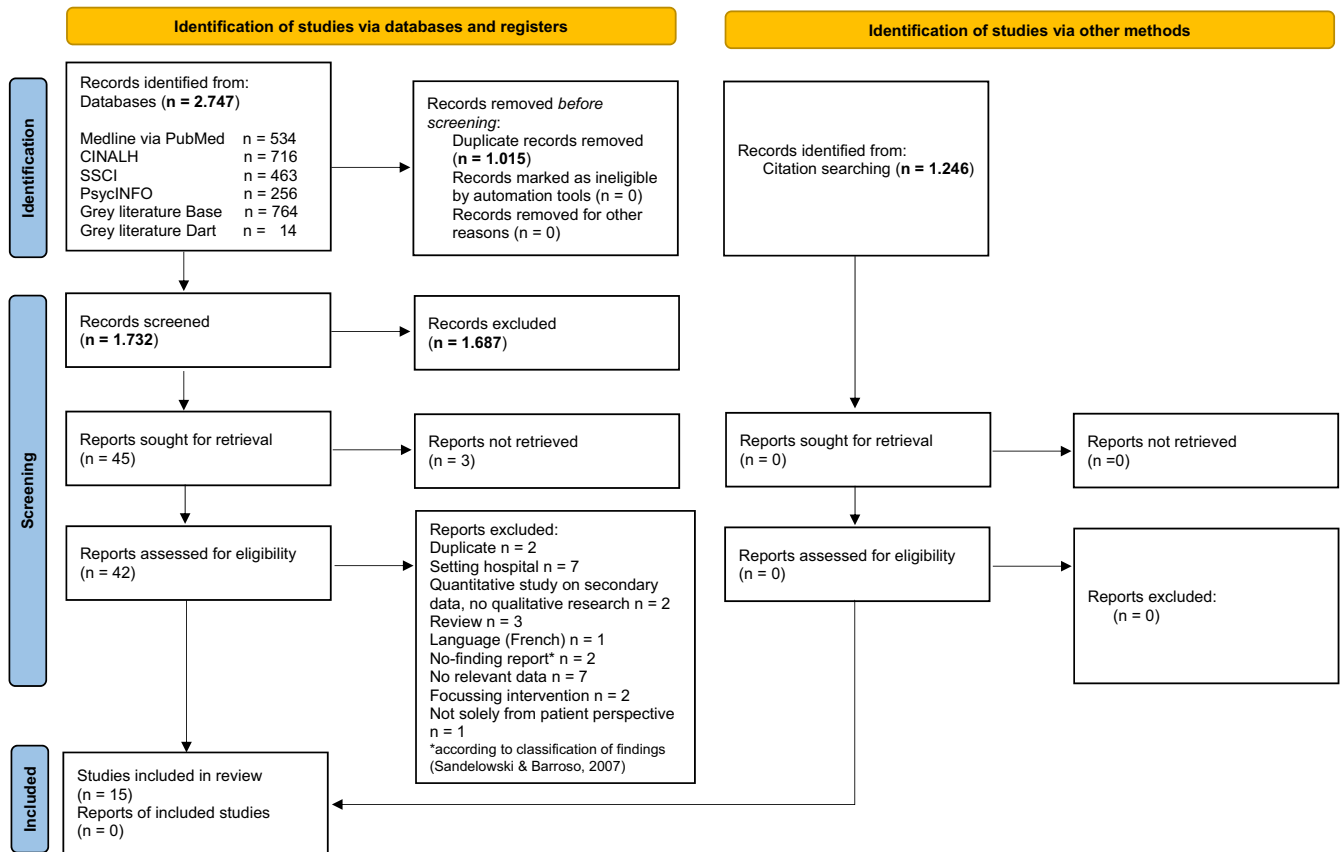 Identification of studies via databases and registers
Identification of studies via other methods
Identification
Records identified from:
Databases (n = 2.747)
Medline via PubMed n = 534
CINALH n = 716
SSCI n = 463
PsycINFO n = 256
Grey literature Base n = 764
Grey literature Dart n = 14
Records removed before
screening:
Duplicate records removed
(n = 1.015)
Records marked as ineligible
by automation tools (n = 0)
Records removed for other
reasons (n = 0)
Records identified from:
Citation searching (n = 1.246)
Screening
Records screened
(n = 1.732)
Records excluded
(n = 1.687)
Reports sought for retrieval
(n = 45)
Reports not retrieved
(n = 3)
Reports sought for retrieval
(n = 0)
Reports not retrieved
(n =0)
Reports assessed for eligibility
(n = 42)
Reports excluded:
Duplicate n = 2
Setting hospital n = 7
Quantitative study on secondary
data, no qualitative research n = 2
Review n = 3
Language (French) n = 1
No-finding report* n = 2
No relevant data n = 7
Focussing intervention n = 2
Not solely from patient perspective
n = 1
*according to classification of findings
(Sandelowski & Barroso, 2007)
Reports assessed for eligibility
(n = 0)
Reports excluded:
(n = 0)
Included
Studies included in review
(n = 15)
Reports of included studies
(n = 0)